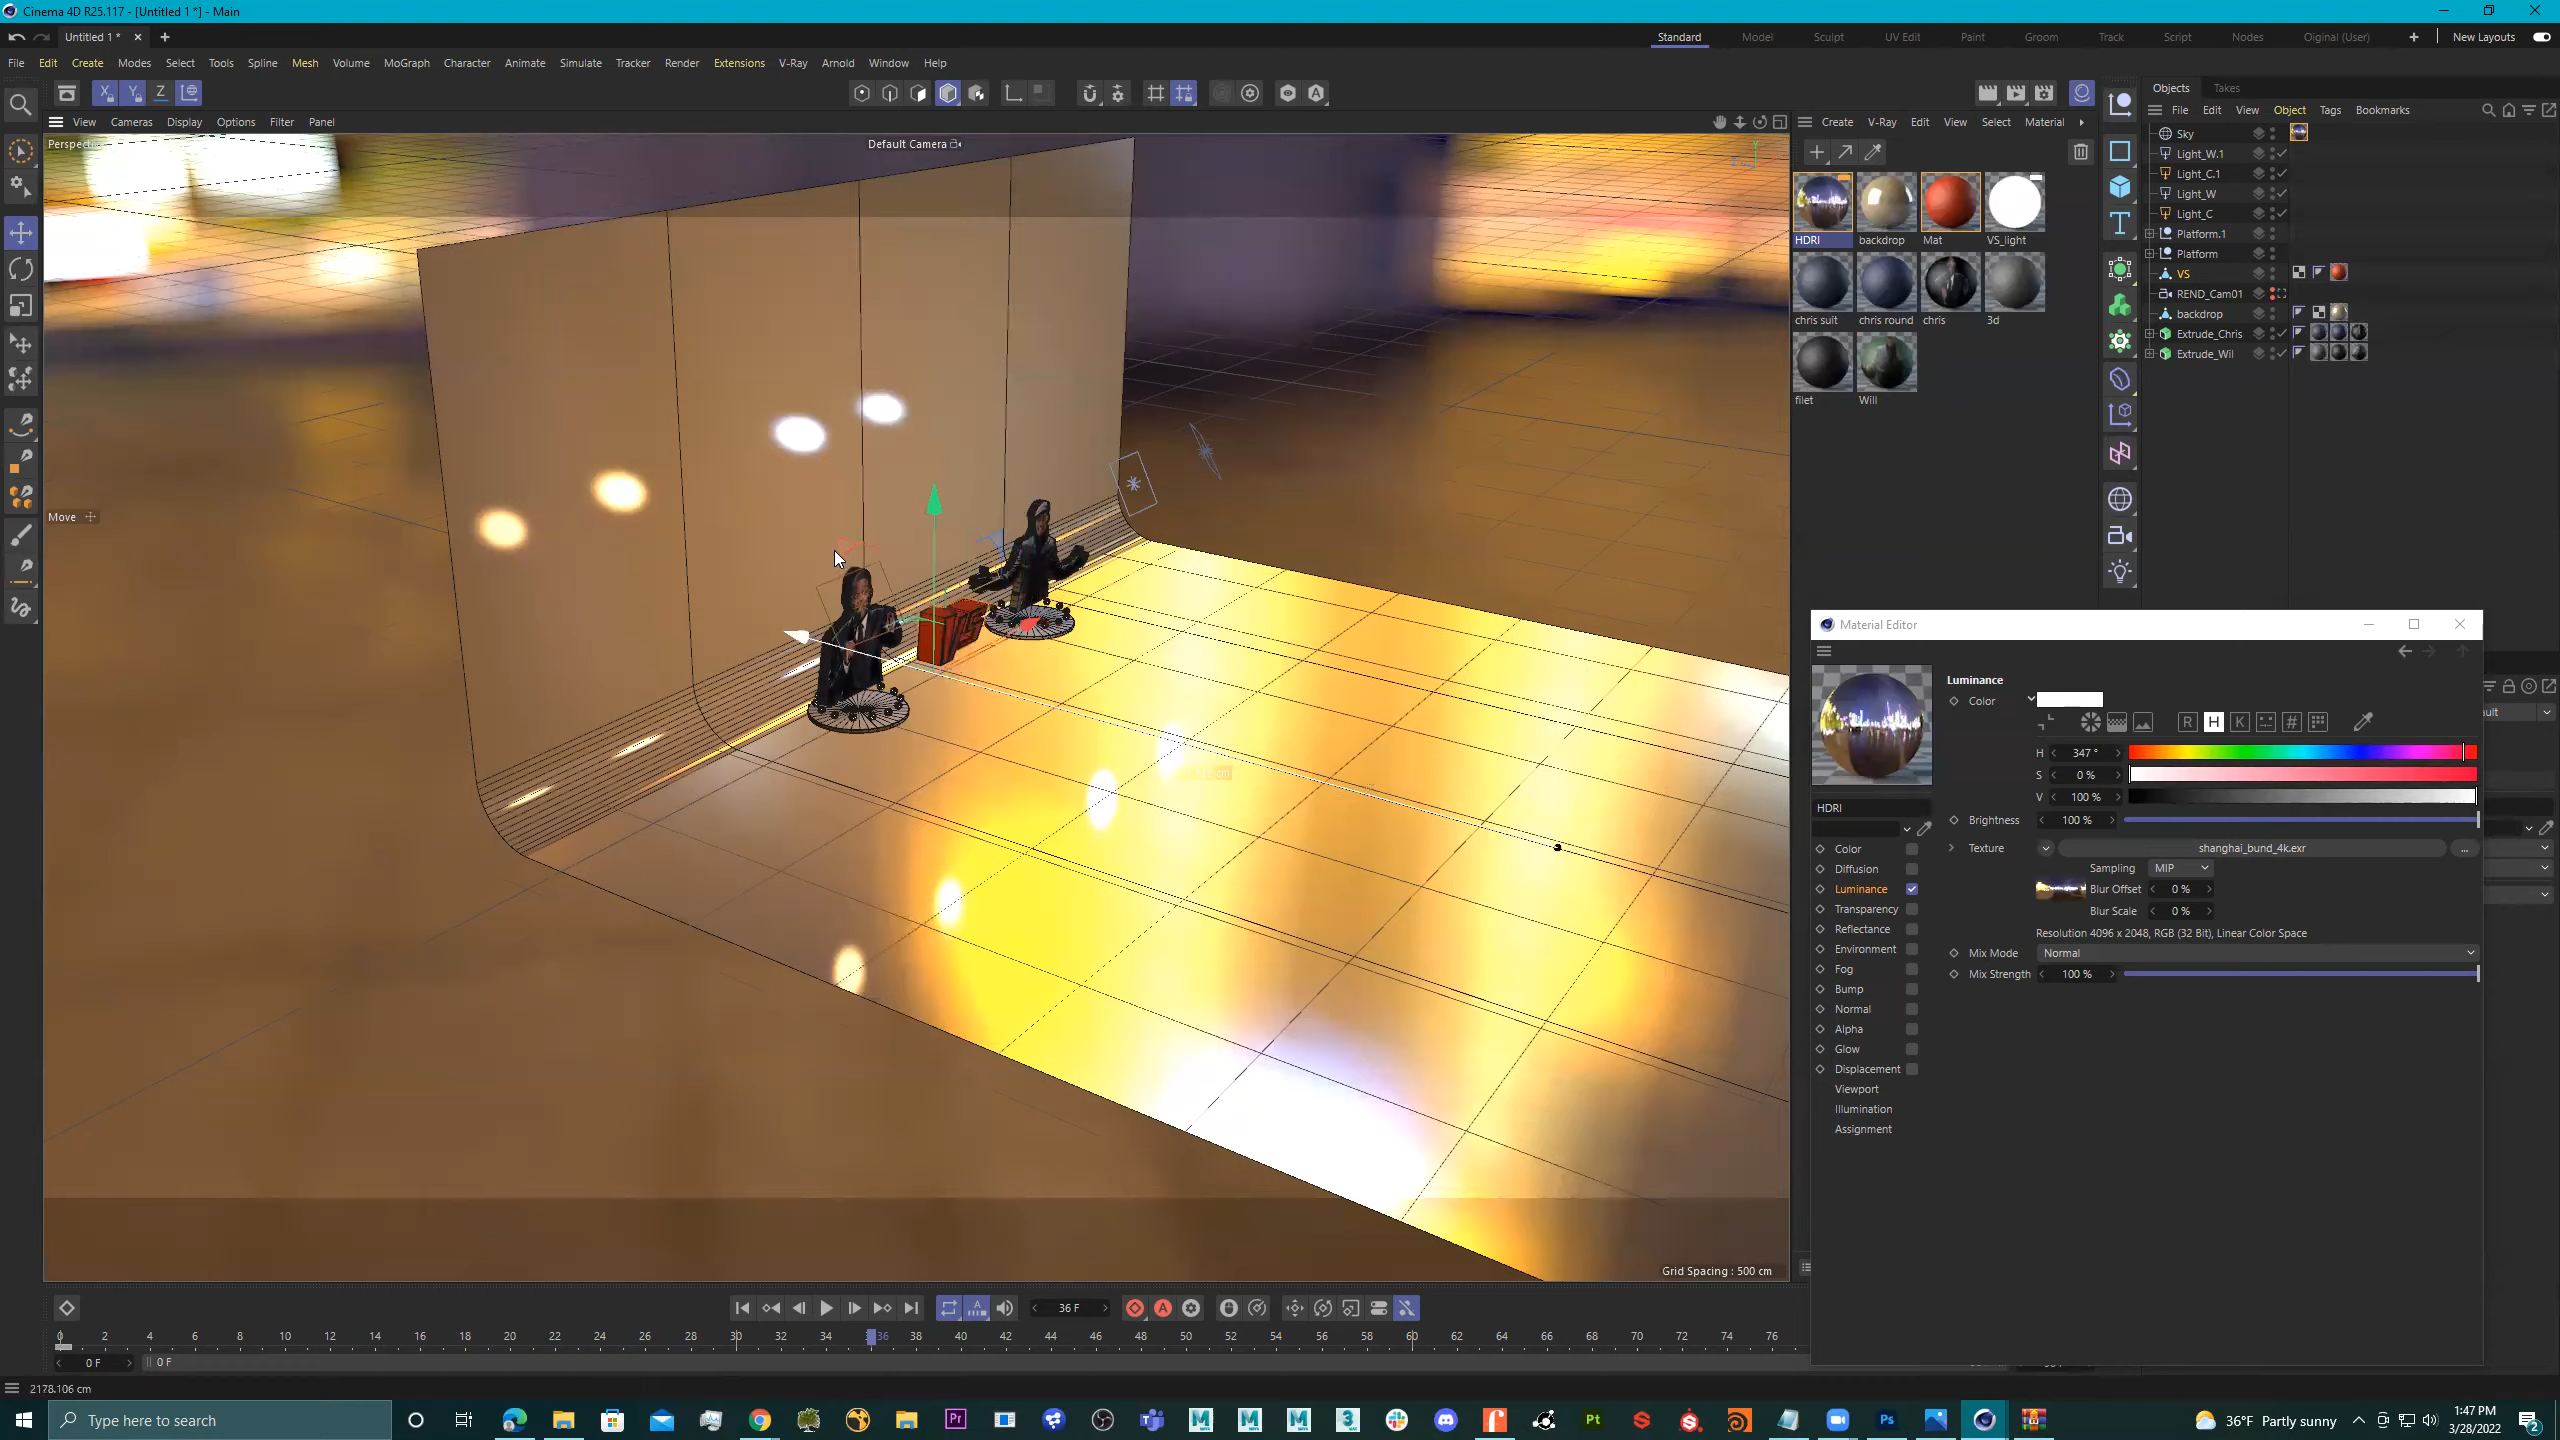 Cinema 4D R25.117 - [Untitled 1 *] - Main
Untitled 1 *
Standard Model Sculpt UV Edit Paint Groom Track Script Nodes Oiginal (User) New Layouts
File Edit Create Modes Select Tools Spline Mesh Volume MoGraph Character Animate Simulate Tracker Render Extensions V-Ray Arnold Window Help
X Y Z
View Cameras Display Options Filter Panel
Default Camera
Move
Grid Spacing : 500 cm
Create V-Ray Edit View Select Material
HDRI backdrop Mat VS_light
chris suit chris round chris 3d
filet Will
Objects Takes
File Edit View Object Tags Bookmarks
Sky
Light_W.1
Light_C.1
Light_W
Light_C
Platform.1
Platform
VS
REND_Cam01
backdrop
Extrude_Chris
Extrude_Wil
Material Editor
Luminance
Color
R H K #
H 347 °
S 0 %
V 100 %
HDRI
Brightness 100 %
Texture shanghai_bund_4k.exr ...
Sampling MIP
Blur Offset 0 %
Blur Scale 0 %
Resolution 4096 x 2048, RGB (32 Bit), Linear Color Space
Mix Mode Normal
Mix Strength 100 %
Color
Diffusion
Luminance
Transparency
Reflectance
Environment
Fog
Bump
Normal
Alpha
Glow
Displacement
Viewport
Illumination
Assignment
36 F
0 2 4 6 8 10 12 14 16 18 20 22 24 26 28 30 32 34 36 38 40 42 44 46 48 50 52 54 56 58 60 62 64 66 68 70 72 74 76
0 F 0 F
2178.106 cm
Type here to search
36°F Partly sunny
1:47 PM
3/28/2022